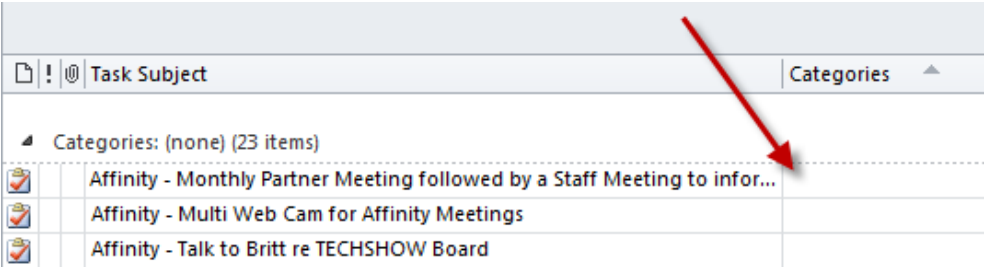 ! Task Subject Categories
Categories: (none) (23 items)
Affinity - Monthly Partner Meeting followed by a Staff Meeting to infor...
Affinity - Multi Web Cam for Affinity Meetings
Affinity - Talk to Britt re TECHSHOW Board